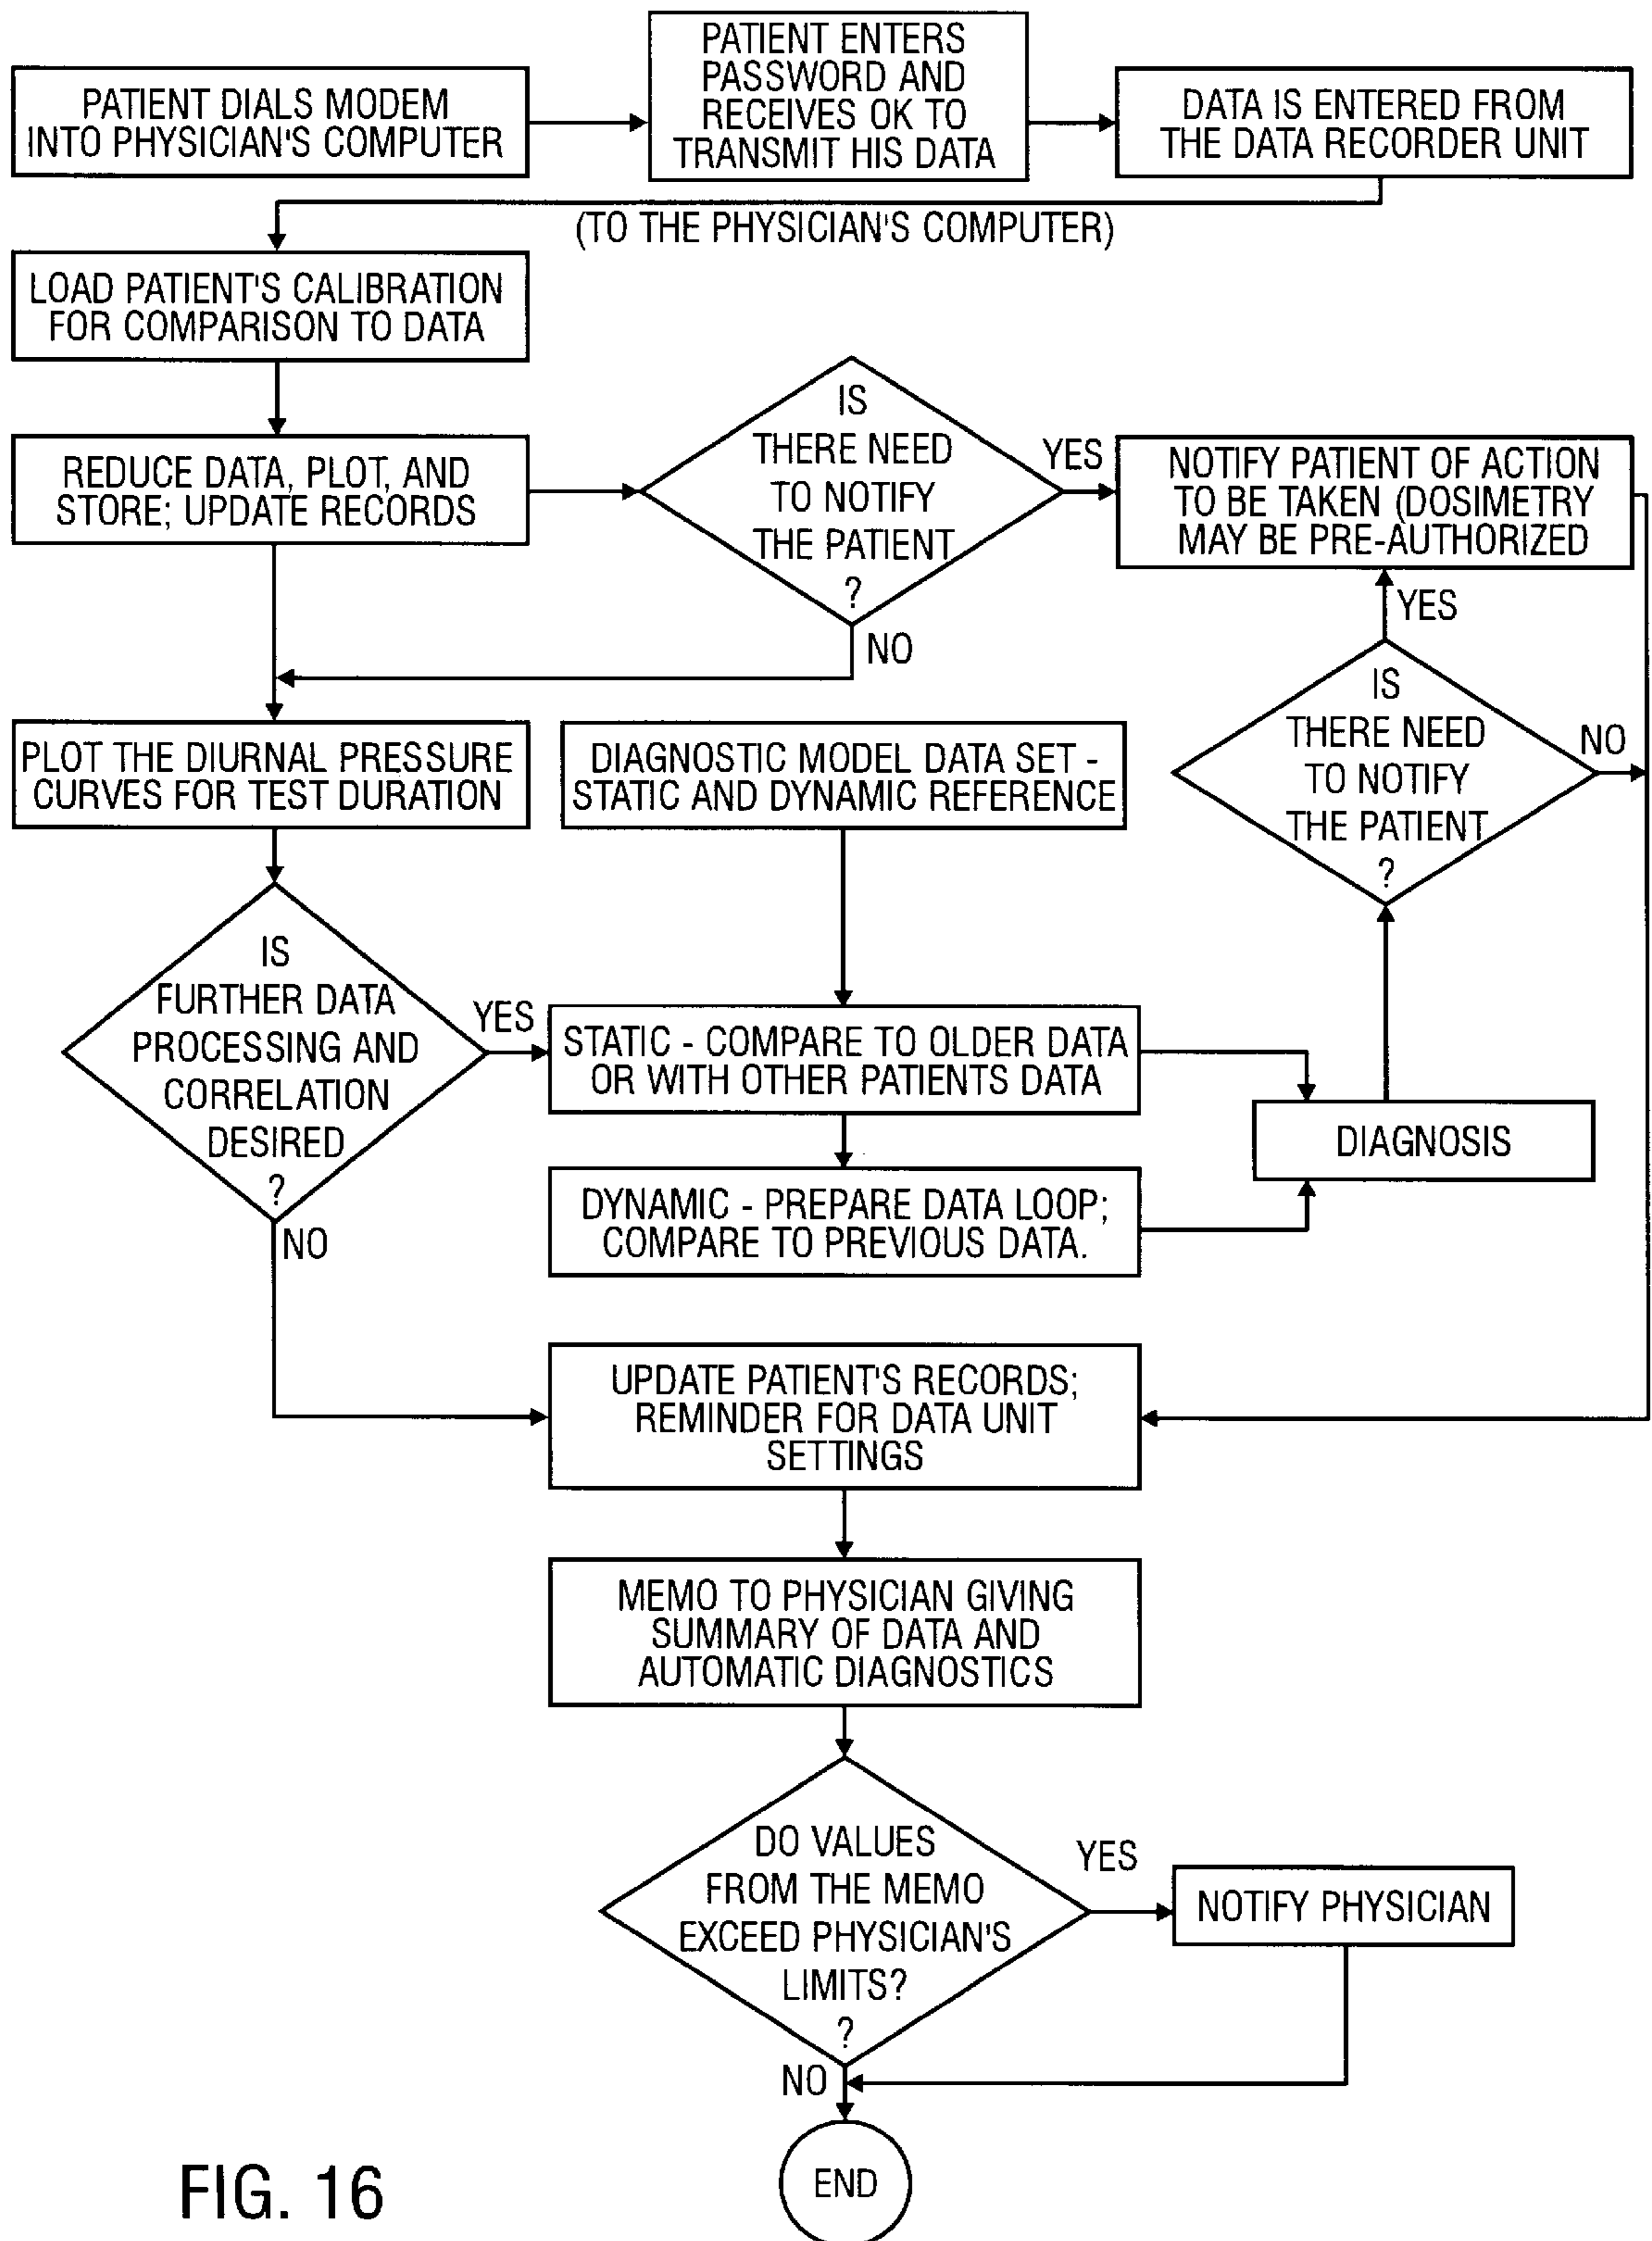 PATIENT DIALS MODEM
INTO PHYSICIAN'S COMPUTER
PATIENT ENTERS
PASSWORD AND
RECEIVES OK TO
TRANSMIT HIS DATA
DATA IS ENTERED FROM
THE DATA RECORDER UNIT
(TO THE PHYSICIAN'S COMPUTER)
LOAD PATIENT'S CALIBRATION
FOR COMPARISON TO DATA
REDUCE DATA, PLOT, AND
STORE; UPDATE RECORDS
IS
THERE NEED
TO NOTIFY
THE PATIENT
?
YES
NO
NOTIFY PATIENT OF ACTION
TO BE TAKEN (DOSIMETRY
MAY BE PRE-AUTHORIZED
YES
IS
THERE NEED
TO NOTIFY
THE PATIENT
?
NO
PLOT THE DIURNAL PRESSURE
CURVES FOR TEST DURATION
DIAGNOSTIC MODEL DATA SET -
STATIC AND DYNAMIC REFERENCE
IS
FURTHER DATA
PROCESSING AND
CORRELATION
DESIRED
?
YES
NO
STATIC - COMPARE TO OLDER DATA
OR WITH OTHER PATIENTS DATA
DIAGNOSIS
DYNAMIC - PREPARE DATA LOOP;
COMPARE TO PREVIOUS DATA.
UPDATE PATIENT'S RECORDS;
REMINDER FOR DATA UNIT
SETTINGS
MEMO TO PHYSICIAN GIVING
SUMMARY OF DATA AND
AUTOMATIC DIAGNOSTICS
DO VALUES
FROM THE MEMO
EXCEED PHYSICIAN'S
LIMITS?
?
YES
NOTIFY PHYSICIAN
NO
END
FIG. 16